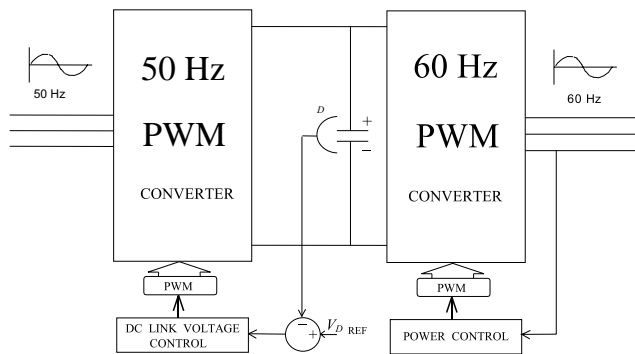 50 Hz
50 Hz
PWM
CONVERTER
PWM
DC LINK VOLTAGE
CONTROL
D
+
−
−
+
V D REF
60 Hz
PWM
CONVERTER
PWM
POWER CONTROL
60 Hz